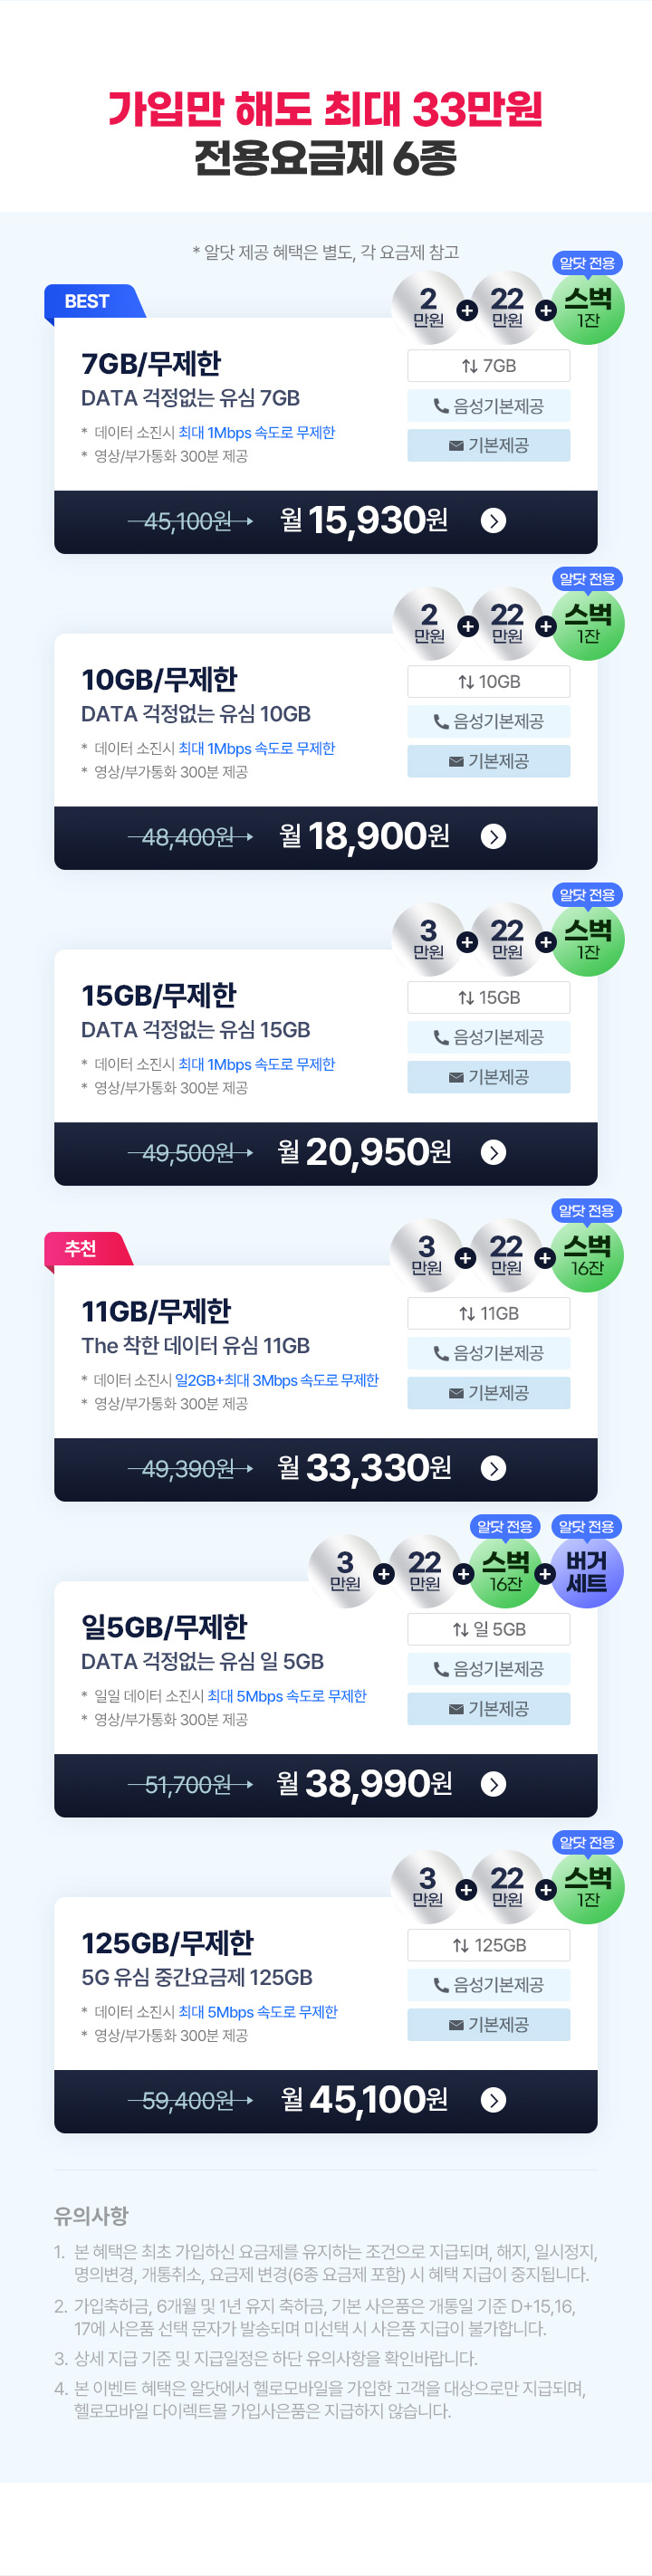 가입만 해도 최대 33만원
전용요금제 6종
* 알닷 제공 혜택은 별도, 각 요금제 참고
BEST
2만원 + 22만원 + 스벅 1잔
알닷 전용
7GB/무제한
DATA 걱정없는 유심 7GB
* 데이터 소진시 최대 1Mbps 속도로 무제한
* 영상/부가통화 300분 제공
7GB
음성기본제공
기본제공
45,100원 월 15,930원
알닷 전용
2만원 + 22만원 + 스벅 1잔
10GB/무제한
DATA 걱정없는 유심 10GB
* 데이터 소진시 최대 1Mbps 속도로 무제한
* 영상/부가통화 300분 제공
10GB
음성기본제공
기본제공
48,400원 월 18,900원
알닷 전용
3만원 + 22만원 + 스벅 1잔
15GB/무제한
DATA 걱정없는 유심 15GB
* 데이터 소진시 최대 1Mbps 속도로 무제한
* 영상/부가통화 300분 제공
15GB
음성기본제공
기본제공
49,500원 월 20,950원
추천
알닷 전용
3만원 + 22만원 + 스벅 16잔
11GB/무제한
The 착한 데이터 유심 11GB
* 데이터 소진시 일2GB+최대 3Mbps 속도로 무제한
* 영상/부가통화 300분 제공
11GB
음성기본제공
기본제공
49,390원 월 33,330원
알닷 전용 알닷 전용
3만원 + 22만원 + 스벅 16잔 + 버거세트
일5GB/무제한
DATA 걱정없는 유심 일 5GB
* 일일 데이터 소진시 최대 5Mbps 속도로 무제한
* 영상/부가통화 300분 제공
일 5GB
음성기본제공
기본제공
51,700원 월 38,990원
알닷 전용
3만원 + 22만원 + 스벅 1잔
125GB/무제한
5G 유심 중간요금제 125GB
* 데이터 소진시 최대 5Mbps 속도로 무제한
* 영상/부가통화 300분 제공
125GB
음성기본제공
기본제공
59,400원 월 45,100원
유의사항
1. 본 혜택은 최초 가입하신 요금제를 유지하는 조건으로 지급되며, 해지, 일시정지,
명의변경, 개통취소, 요금제 변경(6종 요금제 포함) 시 혜택 지급이 중지됩니다.
2. 가입축하금, 6개월 및 1년 유지 축하금, 기본 사은품은 개통일 기준 D+15,16,
17에 사은품 선택 문자가 발송되며 미선택 시 사은품 지급이 불가합니다.
3. 상세 지급 기준 및 지급일정은 하단 유의사항을 확인바랍니다.
4. 본 이벤트 혜택은 알닷에서 헬로모바일을 가입한 고객을 대상으로만 지급되며,
헬로모바일 다이렉트몰 가입사은품은 지급하지 않습니다.